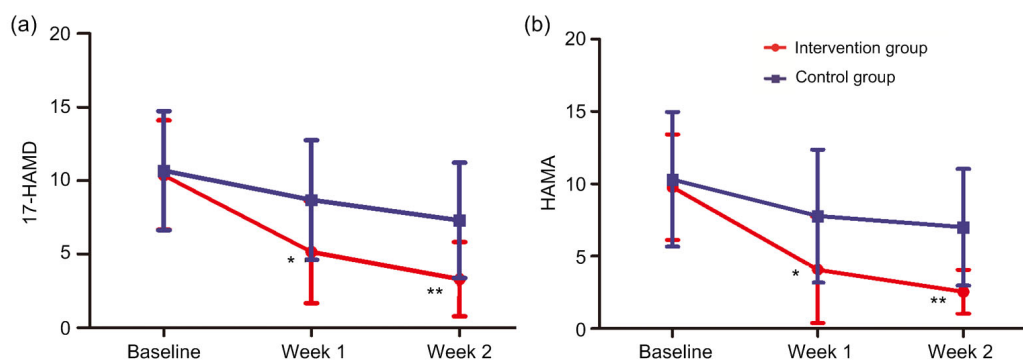 (a)
20
15
10
5
0
17-HAMD
*
**
Baseline Week 1 Week 2
(b)
20
15
10
5
0
HAMA
Intervention group
Control group
*
**
Baseline Week 1 Week 2